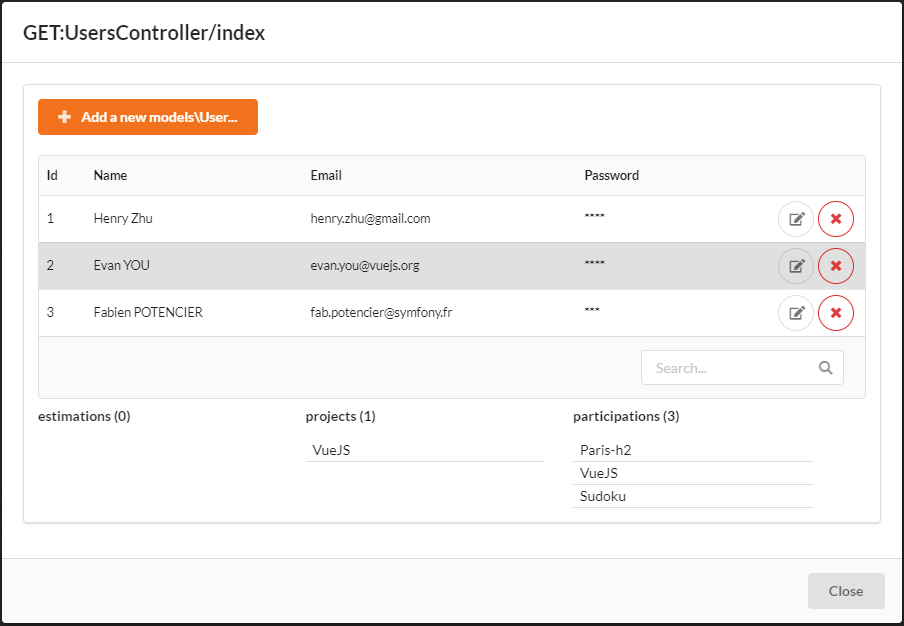 GET:UsersController/index
Add a new models\User...
Id Name Email Password
1 Henry Zhu henry.zhu@gmail.com ****
2 Evan YOU evan.you@vuejs.org ****
3 Fabien POTENCIER fab.potencier@symfony.fr ***
Search...
estimations (0) projects (1) participations (3)
VueJS Paris-h2
VueJS
Sudoku
Close